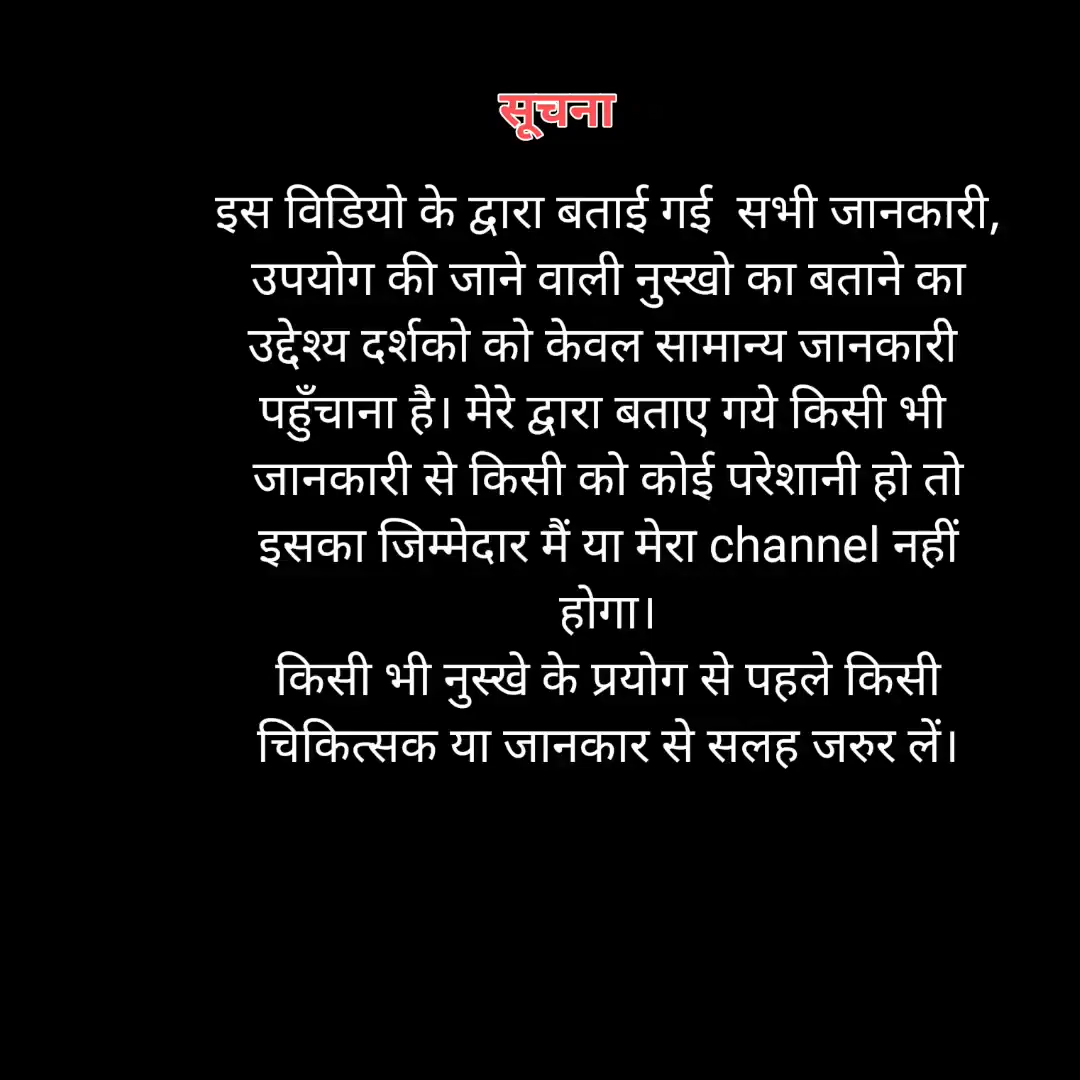 सूचना
इस विडियो के द्वारा बताई गई सभी जानकारी,
उपयोग की जाने वाली नुस्खो का बताने का
उद्देश्य दर्शको को केवल सामान्य जानकारी
पहुँचाना है। मेरे द्वारा बताए गये किसी भी
जानकारी से किसी को कोई परेशानी हो तो
इसका जिम्मेदार मैं या मेरा channel नहीं
होगा।
किसी भी नुस्खे के प्रयोग से पहले किसी
चिकित्सक या जानकार से सलह जरुर लें।